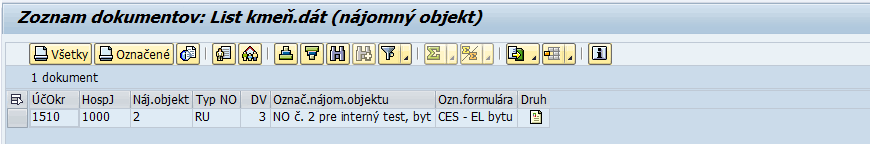 Zoznam dokumentov: List kmeň.dát (nájomný objekt)
Všetky Označené
1 dokument
ÚčOkr HospJ Náj.objekt Typ NO DV Označ.nájom.objektu Ozn.formulára Druh
1510 1000 2 RU 3 NO č. 2 pre interný test, byt CES - EL bytu